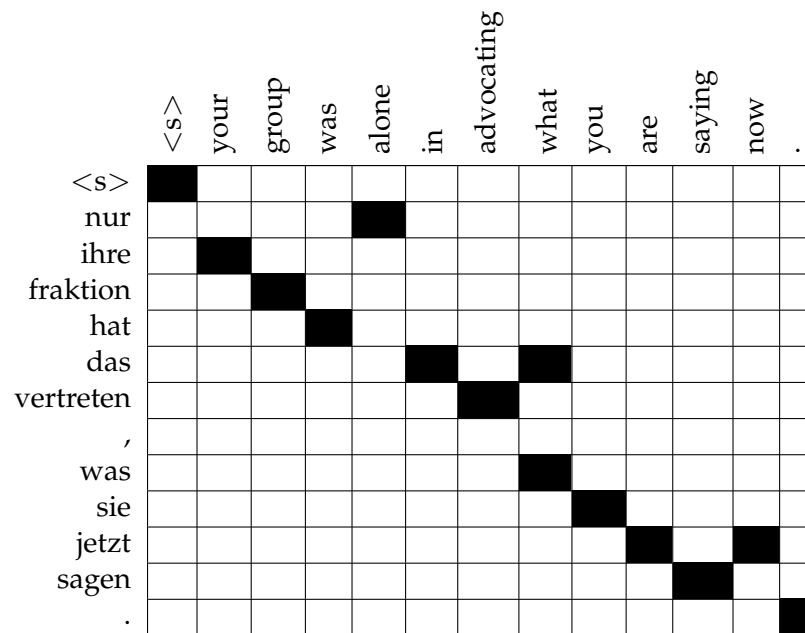 <s> your group was alone in advocating what you are saying now .
<s>
nur
ihre
fraktion
hat
das
vertreten
,
was
sie
jetzt
sagen
.